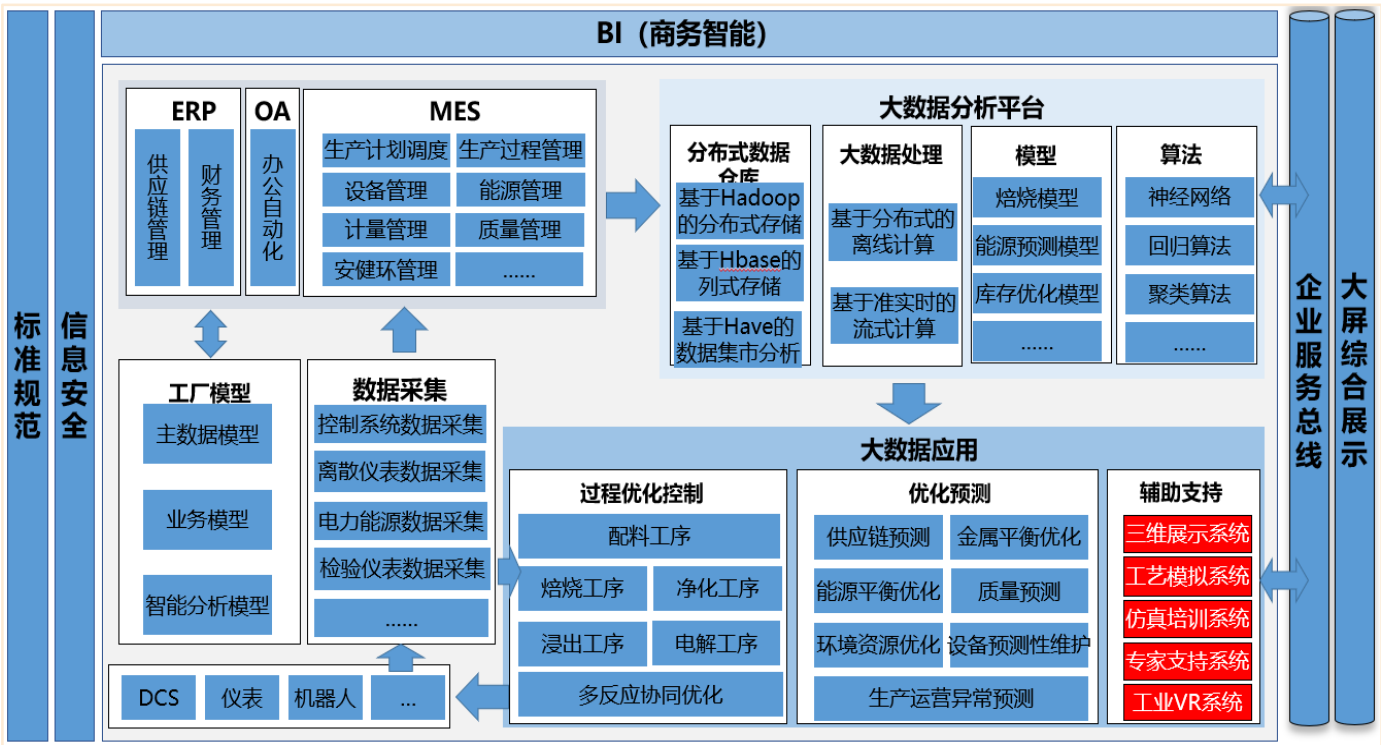 BI（商务智能）
标准规范
信息安全
ERP
供应链管理
财务管理
OA
办公自动化
MES
生产计划调度
生产过程管理
设备管理
能源管理
计量管理
质量管理
安健环管理
......
大数据分析平台
分布式数据
仓库
基于Hadoop
的分布式存储
基于Hbase的
列式存储
基于Have的
数据集市分析
大数据处理
基于分布式的
离线计算
基于准实时的
流式计算
模型
焙烧模型
能源预测模型
库存优化模型
......
算法
神经网络
回归算法
聚类算法
......
工厂模型
主数据模型
业务模型
智能分析模型
数据采集
控制系统数据采集
离散仪表数据采集
电力能源数据采集
检验仪表数据采集
......
大数据应用
过程优化控制
配料工序
焙烧工序
净化工序
浸出工序
电解工序
多反应协同优化
优化预测
供应链预测
金属平衡优化
能源平衡优化
质量预测
环境资源优化
设备预测性维护
生产运营异常预测
辅助支持
三维展示系统
工艺模拟系统
仿真培训系统
专家支持系统
工业VR系统
DCS
仪表
机器人
...
企业服务总线
大屏综合展示